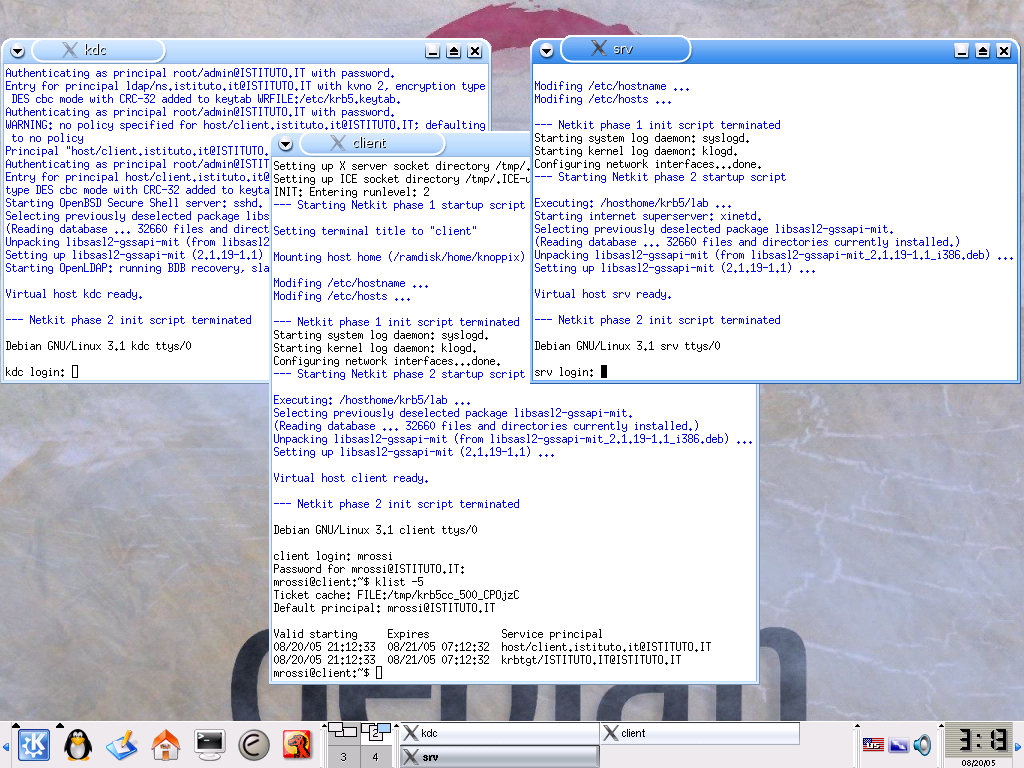 kdc
Authenticating as principal root/admin@ISTITUTO.IT with password.
Entry for principal ldap/ns.istituto.it@ISTITUTO.IT with kvno 2, encryption type
DES cbc mode with CRC-32 added to keytab WRFILE:/etc/krb5.keytab.
Authenticating as principal root/admin@ISTITUTO.IT with password.
WARNING: no policy specified for host/client.istituto.it@ISTITUTO.IT; defaulting
to no policy
Principal "host/client.istituto.it@ISTITUTO.
Authenticating as principal root/admin@ISTI
Entry for principal host/client.istituto.it@
type DES cbc mode with CRC-32 added to keyta
Starting OpenBSD Secure Shell server: sshd.
Selecting previously deselected package libs
(Reading database ... 32660 files and direct
Unpacking libsasl2-gssapi-mit (from libsasl2
Setting up libsasl2-gssapi-mit (2.1.19-1.1)
Starting OpenLDAP: running BDB recovery, sla
Virtual host kdc ready.
--- Netkit phase 2 init script terminated
Debian GNU/Linux 3.1 kdc ttys/0
kdc login:
client
Setting up X server socket directory /tmp/.
Setting up ICE socket directory /tmp/.ICE-u
INIT: Entering runlevel: 2
--- Starting Netkit phase 1 startup script
Setting terminal title to "client"
Mounting host home (/ramdisk/home/knoppix)
Modifing /etc/hostname ...
Modifing /etc/hosts ...
--- Netkit phase 1 init script terminated
Starting system log daemon: syslogd.
Starting kernel log daemon: klogd.
Configuring network interfaces...done.
--- Starting Netkit phase 2 startup script
Executing: /hosthome/krb5/lab ...
Selecting previously deselected package libsasl2-gssapi-mit.
(Reading database ... 32660 files and directories currently installed.)
Unpacking libsasl2-gssapi-mit (from libsasl2-gssapi-mit_2.1.19-1.1_i386.deb) ...
Setting up libsasl2-gssapi-mit (2.1.19-1.1) ...
Virtual host client ready.
--- Netkit phase 2 init script terminated
Debian GNU/Linux 3.1 client ttys/0
client login: mrossi
Password for mrossi@ISTITUTO.IT:
mrossi@client:~$ klist -5
Ticket cache: FILE:/tmp/krb5cc_500_CPOjzC
Default principal: mrossi@ISTITUTO.IT
Valid starting     Expires            Service principal
08/20/05 21:12:33  08/21/05 07:12:32  host/client.istituto.it@ISTITUTO.IT
08/20/05 21:12:33  08/21/05 07:12:32  krbtgt/ISTITUTO.IT@ISTITUTO.IT
mrossi@client:~$
srv
Modifing /etc/hostname ...
Modifing /etc/hosts ...
--- Netkit phase 1 init script terminated
Starting system log daemon: syslogd.
Starting kernel log daemon: klogd.
Configuring network interfaces...done.
--- Starting Netkit phase 2 startup script
Executing: /hosthome/krb5/lab ...
Starting internet superserver: xinetd.
Selecting previously deselected package libsasl2-gssapi-mit.
(Reading database ... 32660 files and directories currently installed.)
Unpacking libsasl2-gssapi-mit (from libsasl2-gssapi-mit_2.1.19-1.1_i386.deb) ...
Setting up libsasl2-gssapi-mit (2.1.19-1.1) ...
Virtual host srv ready.
--- Netkit phase 2 init script terminated
Debian GNU/Linux 3.1 srv ttys/0
srv login:
debian
2
3 4
kdc
client
srv
us
3:13
08/20/05